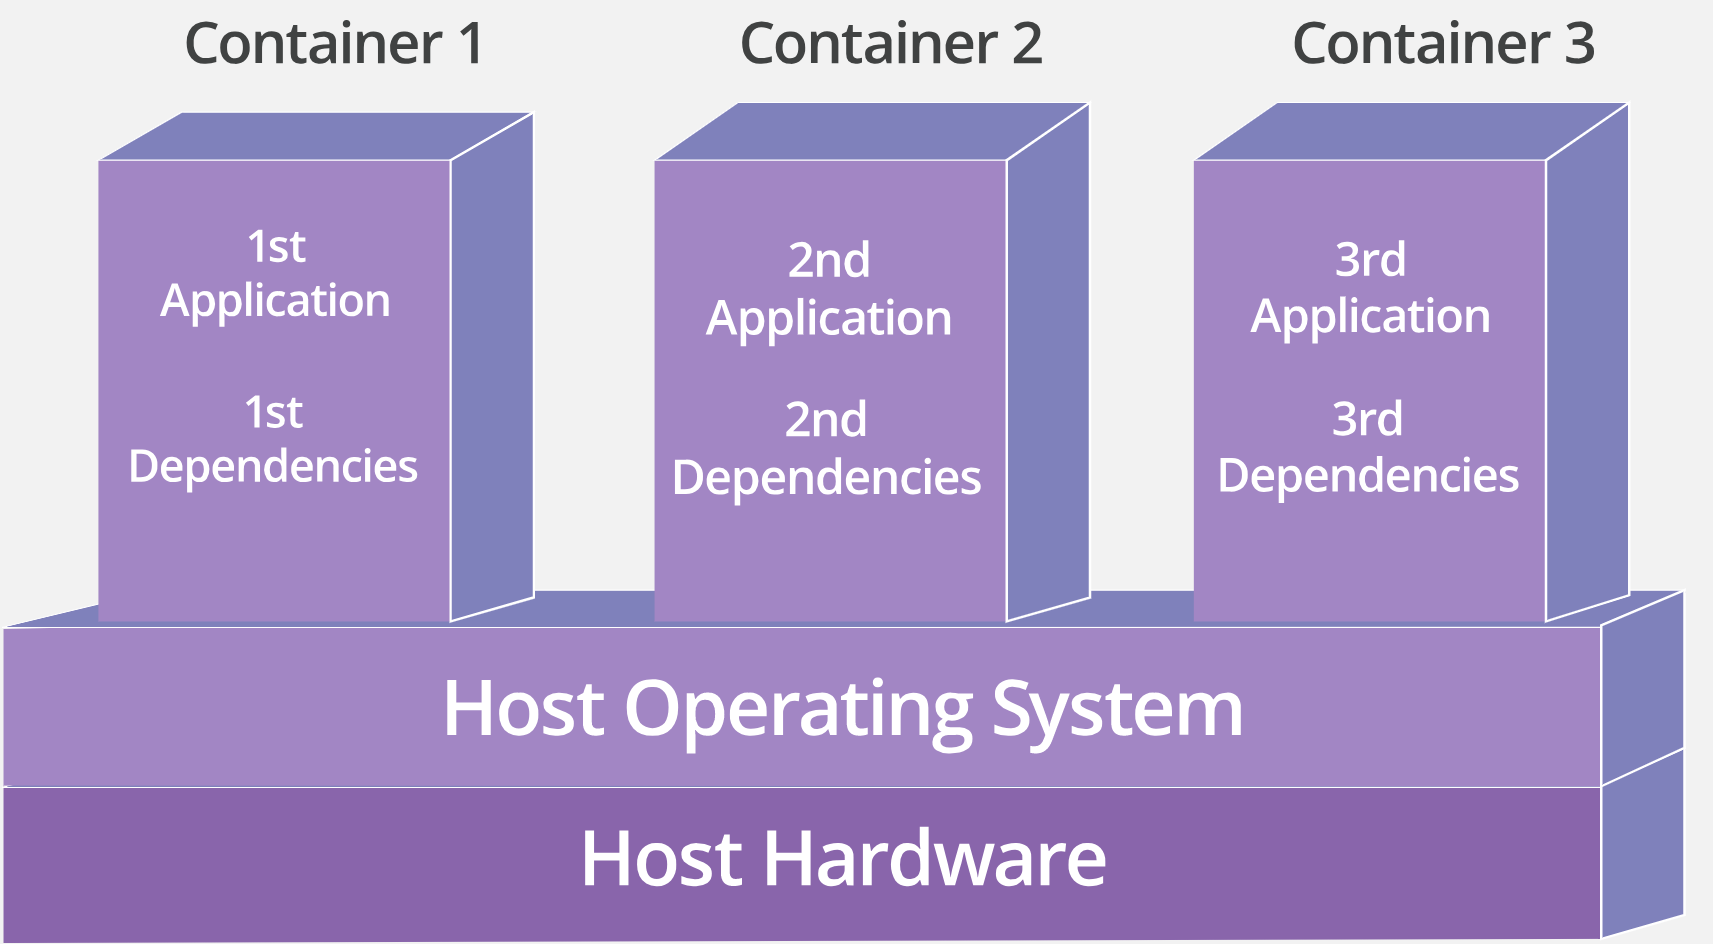 Container 1
Container 2
Container 3
1st
Application
1st
Dependencies
2nd
Application
2nd
Dependencies
3rd
Application
3rd
Dependencies
Host Operating System
Host Hardware